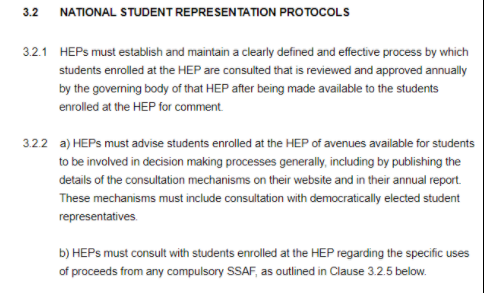 3.2 NATIONAL STUDENT REPRESENTATION PROTOCOLS
3.2.1 HEPs must establish and maintain a clearly defined and effective process by which
students enrolled at the HEP are consulted that is reviewed and approved annually
by the governing body of that HEP after being made available to the students
enrolled at the HEP for comment.
3.2.2 a) HEPs must advise students enrolled at the HEP of avenues available for students
to be involved in decision making processes generally, including by publishing the
details of the consultation mechanisms on their website and in their annual report.
These mechanisms must include consultation with democratically elected student
representatives.
b) HEPs must consult with students enrolled at the HEP regarding the specific uses
of proceeds from any compulsory SSAF, as outlined in Clause 3.2.5 below.